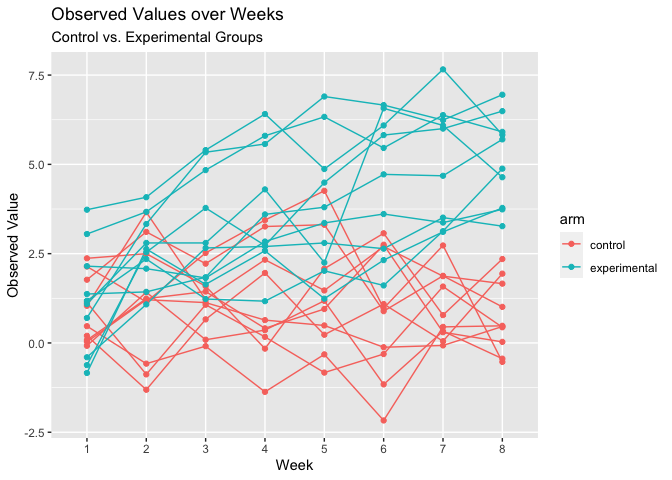 Observed Values over Weeks
Control vs. Experimental Groups
7.5
5.0
2.5
0.0
-2.5
Observed Value
1 2 3 4 5 6 7 8
Week
arm
control
experimental